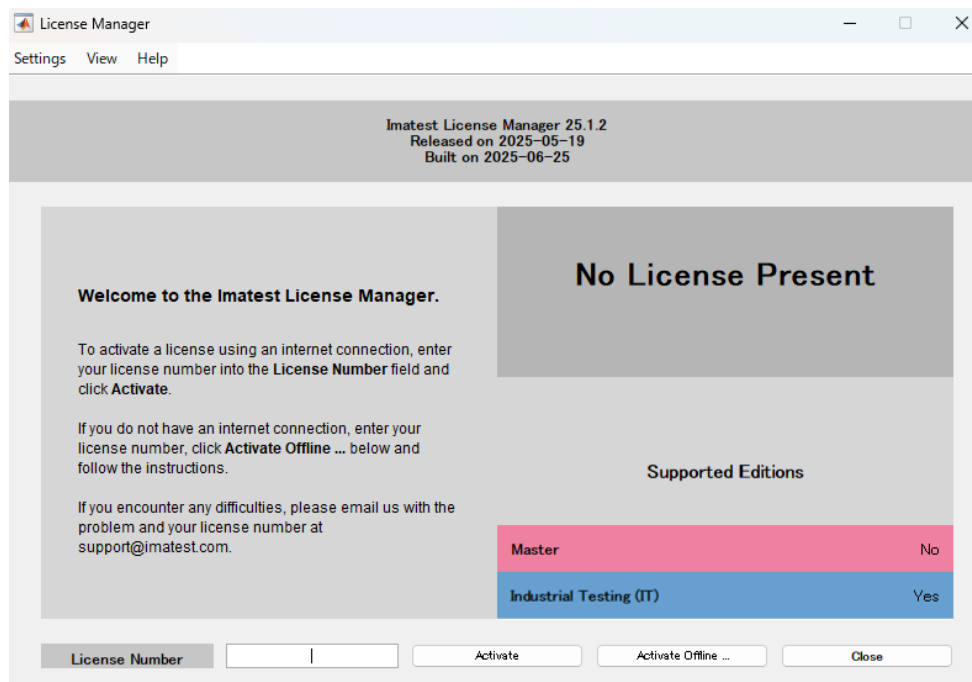 License Manager
Settings View Help
Imatest License Manager 25.1.2
Released on 2025-05-19
Built on 2025-06-25
Welcome to the Imatest License Manager.
To activate a license using an internet connection, enter
your license number into the License Number field and
click Activate.
If you do not have an internet connection, enter your
license number, click Activate Offline ... below and
follow the instructions.
If you encounter any difficulties, please email us with the
problem and your license number at
support@imatest.com.
No License Present
Supported Editions
Master No
Industrial Testing (IT) Yes
License Number Activate Activate Offline ... Close